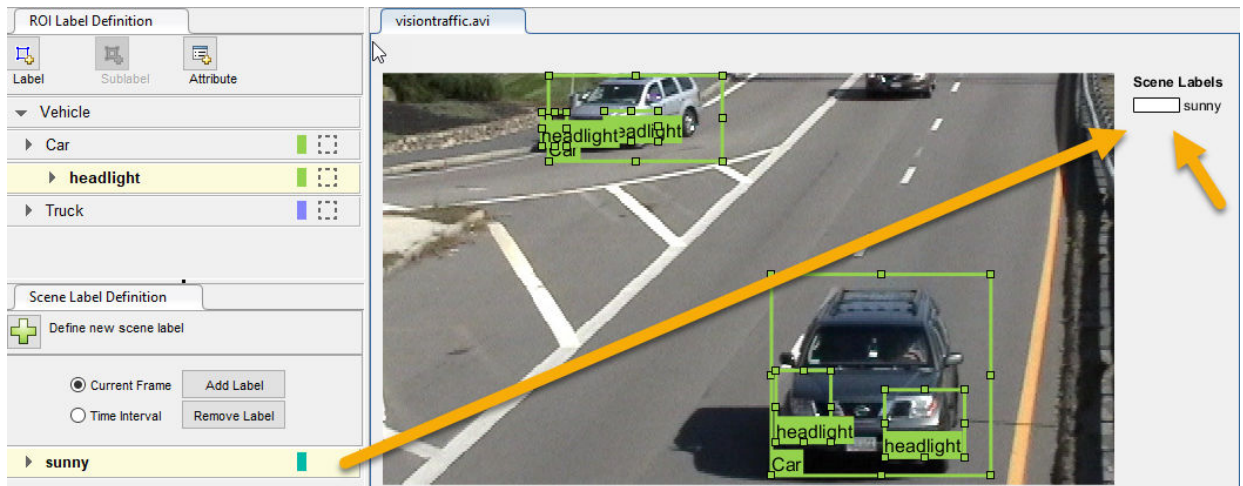 ROI Label Definition
Label
Sublabel
Attribute
Vehicle
Car
headlight
Truck
Scene Label Definition
Define new scene label
Current Frame
Add Label
Time Interval
Remove Label
sunny
visiontraffic.avi
headlight
headlight
Car
headlight
headlight
Car
Scene Labels
sunny